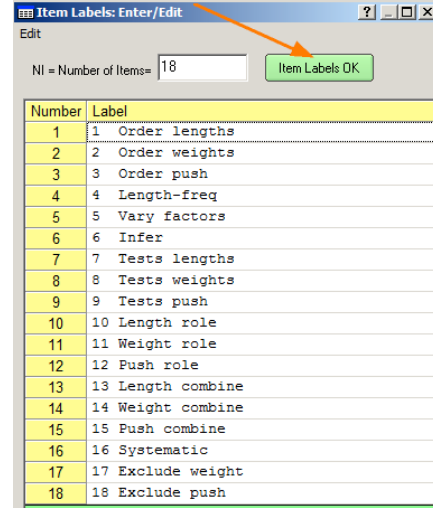 Item Labels: Enter/Edit
Edit
NI = Number of Items= 18 Item Labels OK
Number Label
1 1 Order lengths
2 2 Order weights
3 3 Order push
4 4 Length-freq
5 5 Vary factors
6 6 Infer
7 7 Tests lengths
8 8 Tests weights
9 9 Tests push
10 10 Length role
11 11 Weight role
12 12 Push role
13 13 Length combine
14 14 Weight combine
15 15 Push combine
16 16 Systematic
17 17 Exclude weight
18 18 Exclude push